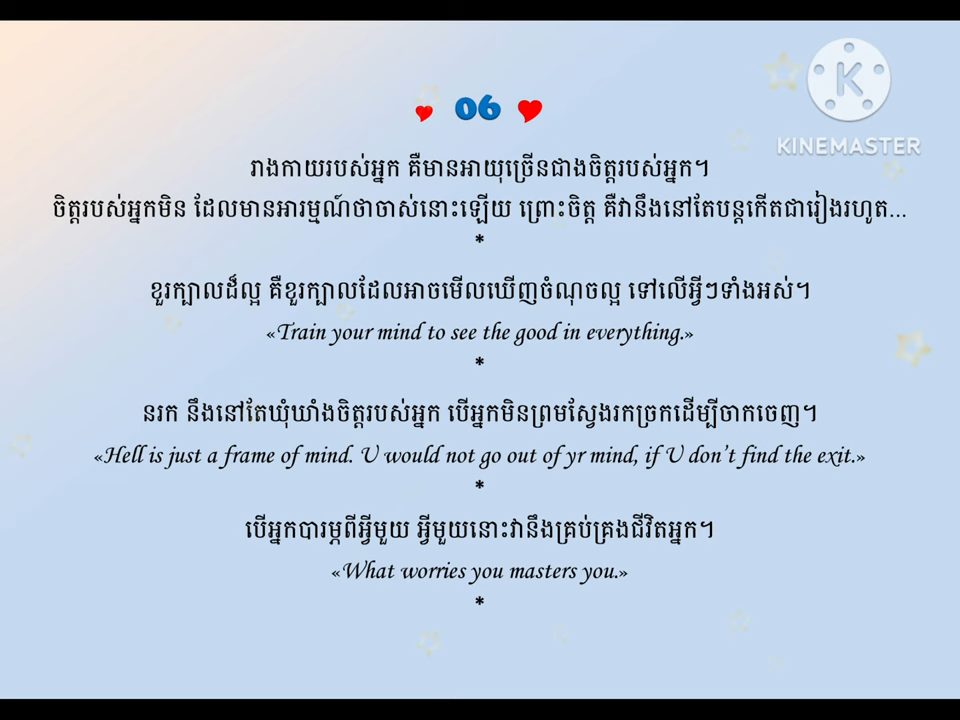 06
KINEMASTER
រាងកាយរបស់អ្នក គឺមានអាយុច្រើនជាងចិត្តរបស់អ្នក។
ចិត្តរបស់អ្នកមិន ដែលមានអារម្មណ៍ថាចាស់នោះឡើយ ព្រោះចិត្ត គឺវានឹងនៅតែបន្តកើតជារៀងរហូត...
*
ខួរក្បាលដ៏ល្អ គឺខួរក្បាលដែលអាចមើលឃើញចំណុចល្អ ទៅលើអ្វីៗទាំងអស់។
«Train your mind to see the good in everything.»
*
នរក នឹងនៅតែឃុំឃាំងចិត្តរបស់អ្នក បើអ្នកមិនព្រមស្វែងរកច្រកដើម្បីចាកចេញ។
«Hell is just a frame of mind. U would not go out of yr mind, if U don't find the exit.»
*
បើអ្នកបារម្ភពីអ្វីមួយ អ្វីមួយនោះវានឹងគ្រប់គ្រងជីវិតអ្នក។
«What worries you masters you.»
*